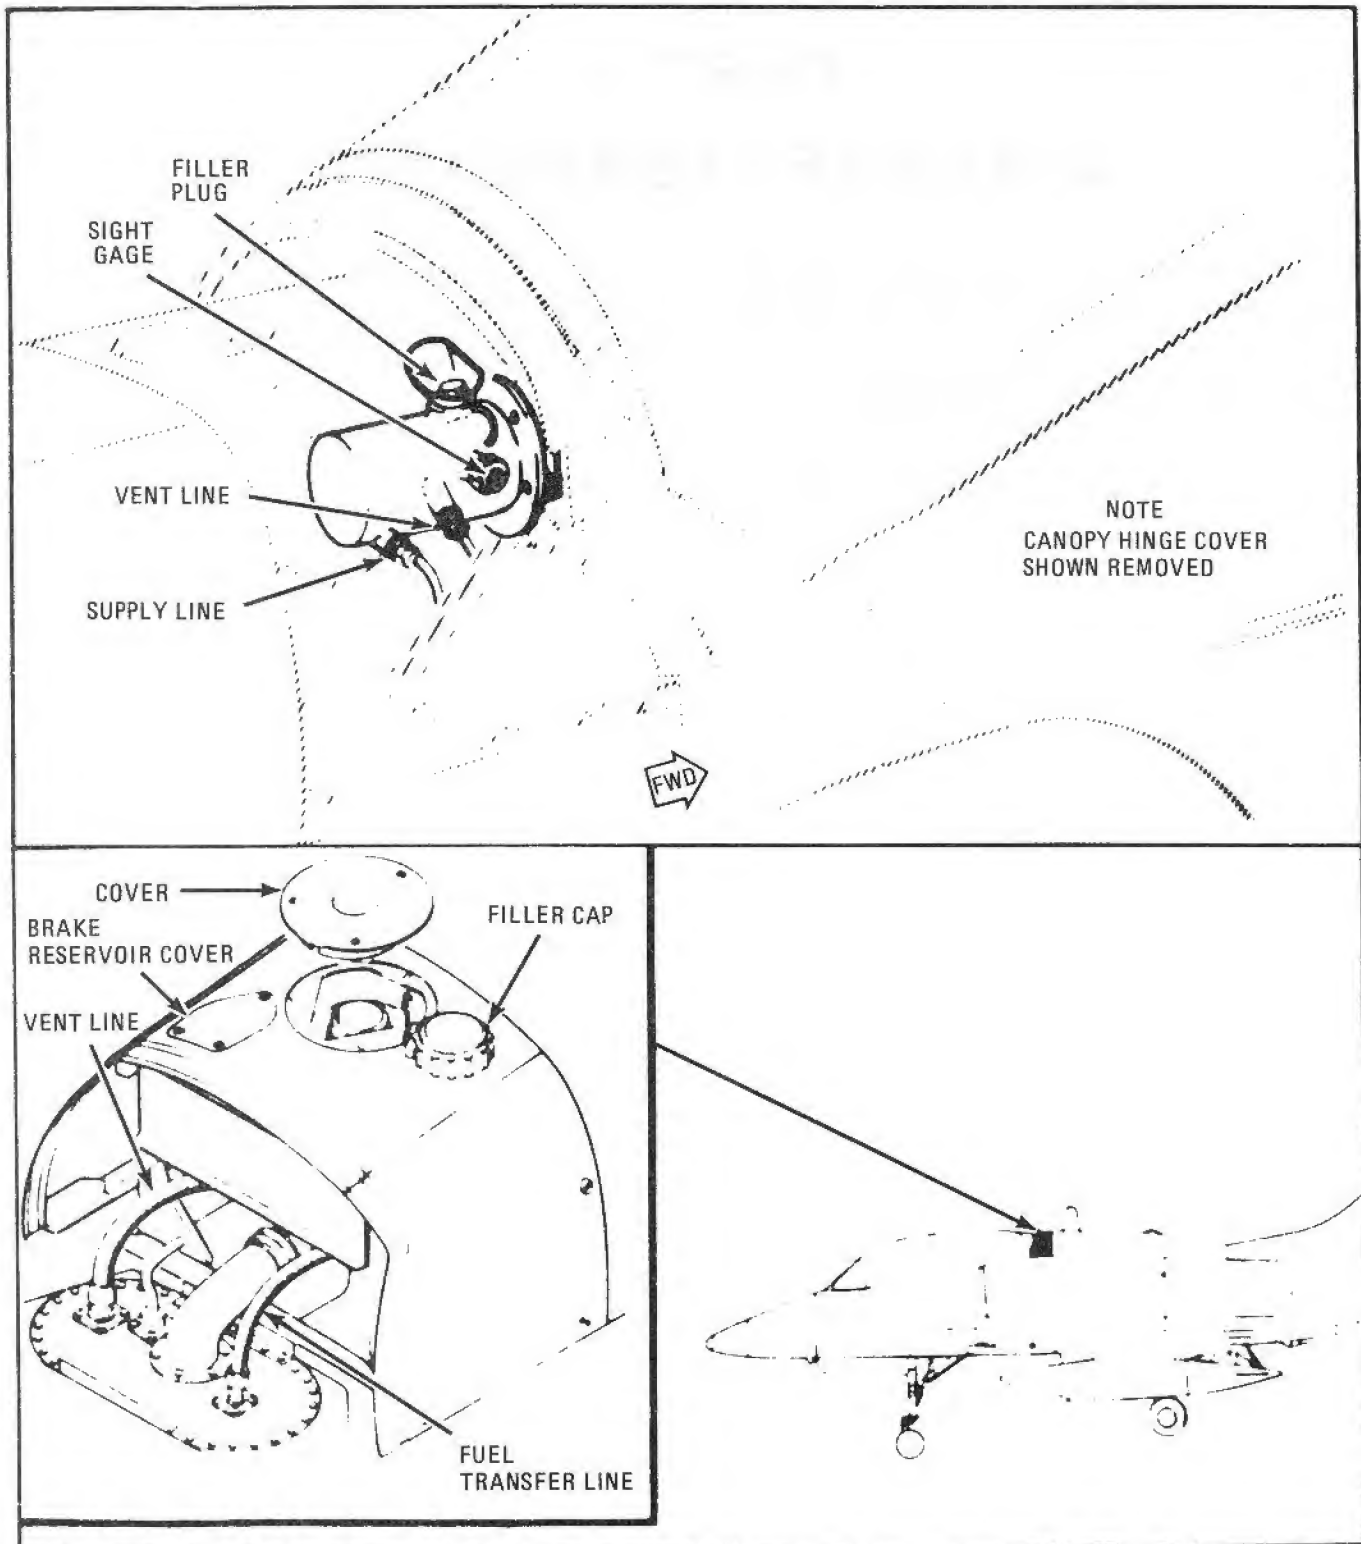 FILLER
PLUG
SIGHT
GAGE
VENT LINE
SUPPLY LINE
NOTE
CANOPY HINGE COVER
SHOWN REMOVED
FWD
COVER
FILLER CAP
BRAKE
RESERVOIR COVER
VENT LINE
FUEL
TRANSFER LINE